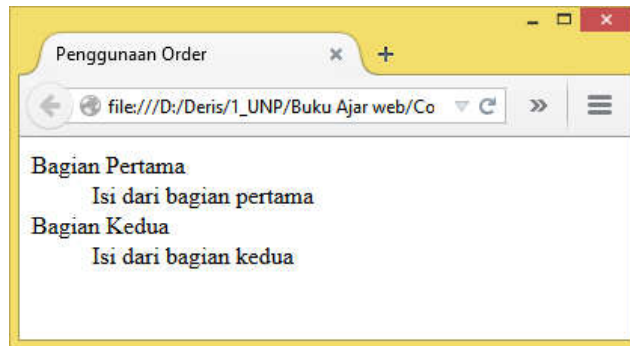 Penggunaan Order
file:///D:/Deris/1_UNP/Buku Ajar web/Co
Bagian Pertama
Isi dari bagian pertama
Bagian Kedua
Isi dari bagian kedua